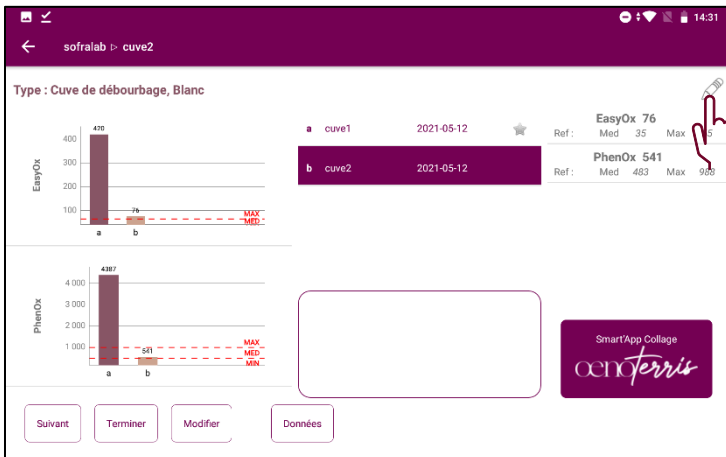 14:31
sofralab ▷ cuve2
Type : Cuve de débourbage, Blanc
EasyOx
400
300
200
100
420
76
MAX
MED
a b
PhenOx
4 000
3 000
2 000
1 000
4387
541
MAX
MED
MIN
a b
a cuve1 2021-05-12
b cuve2 2021-05-12
EasyOx 76
Ref : Med 35 Max
PhenOx 541
Ref : Med 483 Max 988
Smart'App Collage
œnoterris
Suivant
Terminer
Modifier
Données